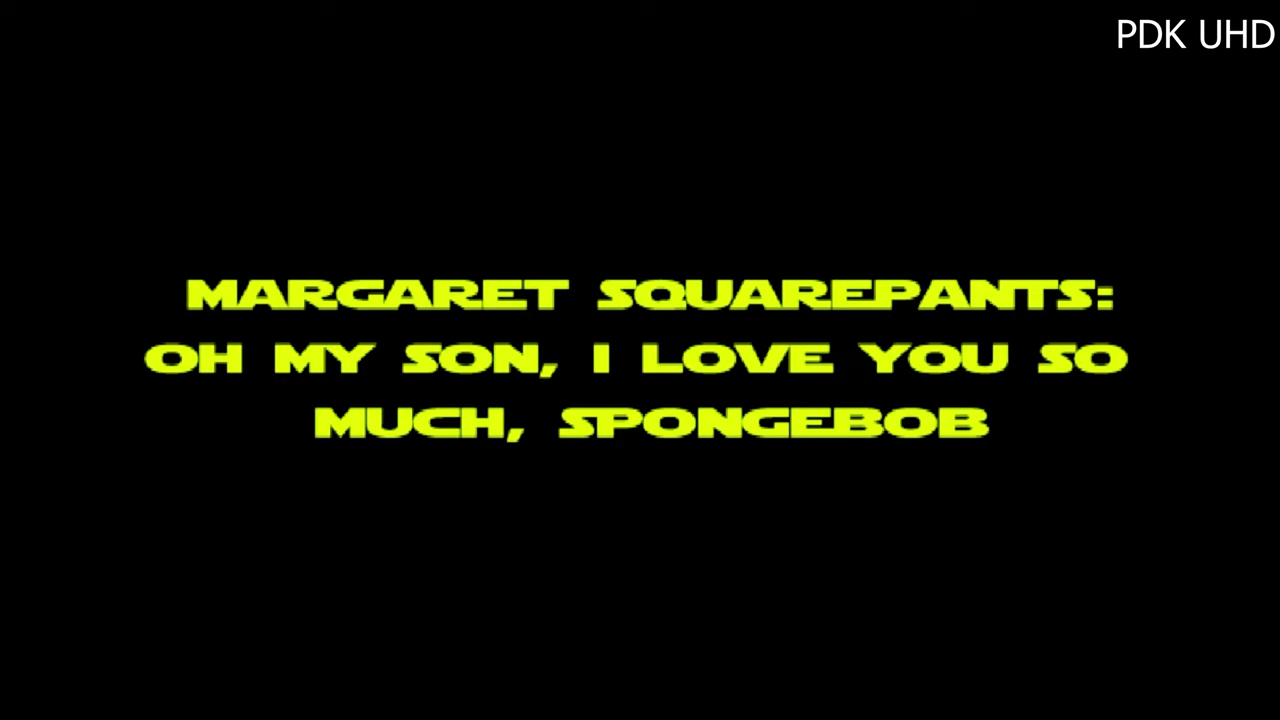 PDK UHD
MARGARET SQUAREPANTS:
OH MY SON, I LOVE YOU SO
MUCH, SPONGEBOB